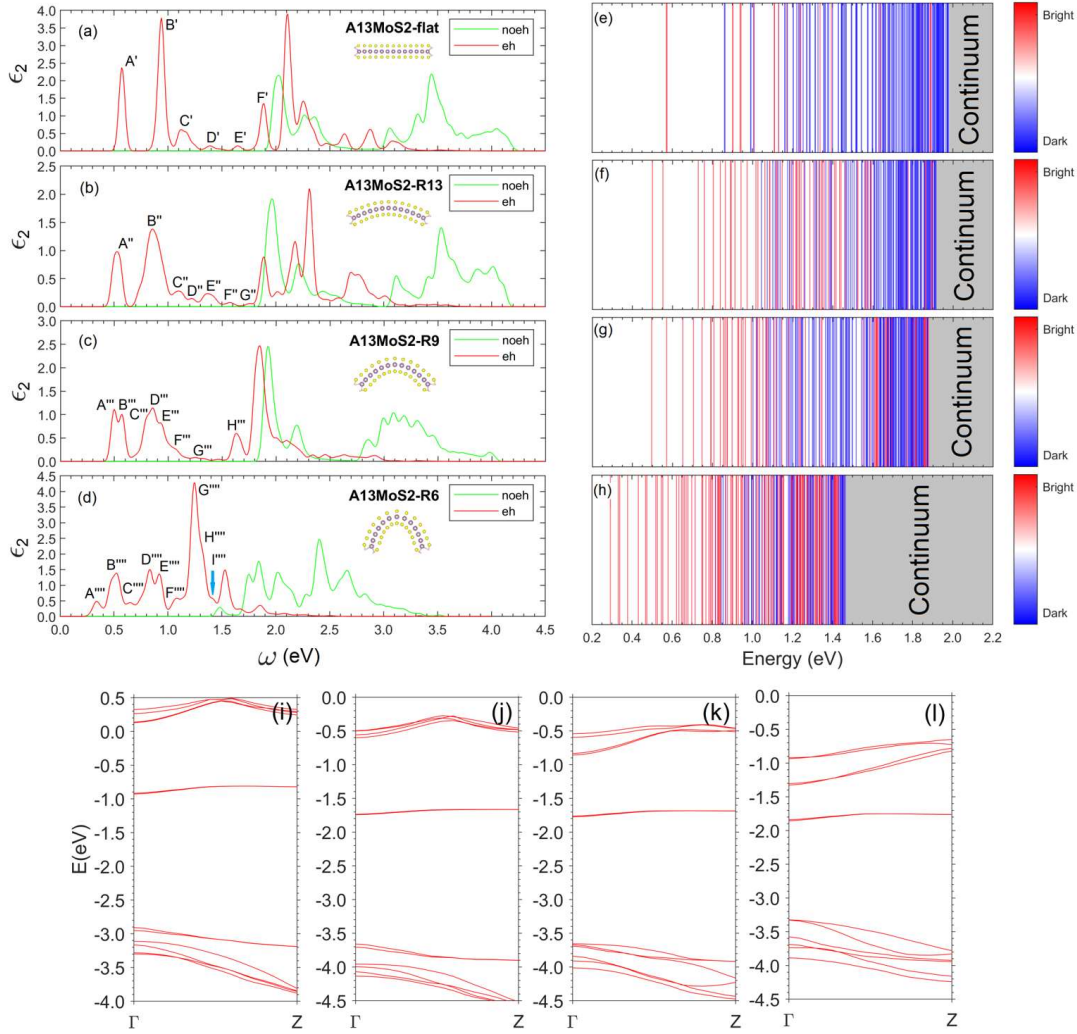 (a)
A13MoS2-flat
noeh
eh
A'
B'
C'
D'
E'
F'
ϵ2
4.0
3.5
3.0
2.5
2.0
1.5
1.0
0.5
0.0
(b)
A13MoS2-R13
noeh
eh
A''
B''
C''
D''
E''
F''
G''
ϵ2
2.5
2.0
1.5
1.0
0.5
0.0
(c)
A13MoS2-R9
noeh
eh
A'''
B'''
C'''
D'''
E'''
F'''
G'''
H'''
ϵ2
3.0
2.5
2.0
1.5
1.0
0.5
0.0
(d)
A13MoS2-R6
noeh
eh
A''''
B''''
C''''
D''''
E''''
F''''
G''''
H''''
I''''
ϵ2
4.5
4.0
3.5
3.0
2.5
2.0
1.5
1.0
0.5
0.0
0.0 0.5 1.0 1.5 2.0 2.5 3.0 3.5 4.0 4.5
ω (eV)
(e)
Continuum
Bright
Dark
(f)
Continuum
Bright
Dark
(g)
Continuum
Bright
Dark
(h)
Continuum
Bright
Dark
0.2 0.4 0.6 0.8 1.0 1.2 1.4 1.6 1.8 2.0 2.2
Energy (eV)
(i)
E(eV)
0.5
0.0
-0.5
-1.0
-1.5
-2.0
-2.5
-3.0
-3.5
-4.0
Γ Z
(j)
0.0
-0.5
-1.0
-1.5
-2.0
-2.5
-3.0
-3.5
-4.0
-4.5
Γ Z
(k)
0.0
-0.5
-1.0
-1.5
-2.0
-2.5
-3.0
-3.5
-4.0
-4.5
Γ Z
(l)
0.0
-0.5
-1.0
-1.5
-2.0
-2.5
-3.0
-3.5
-4.0
-4.5
Γ Z